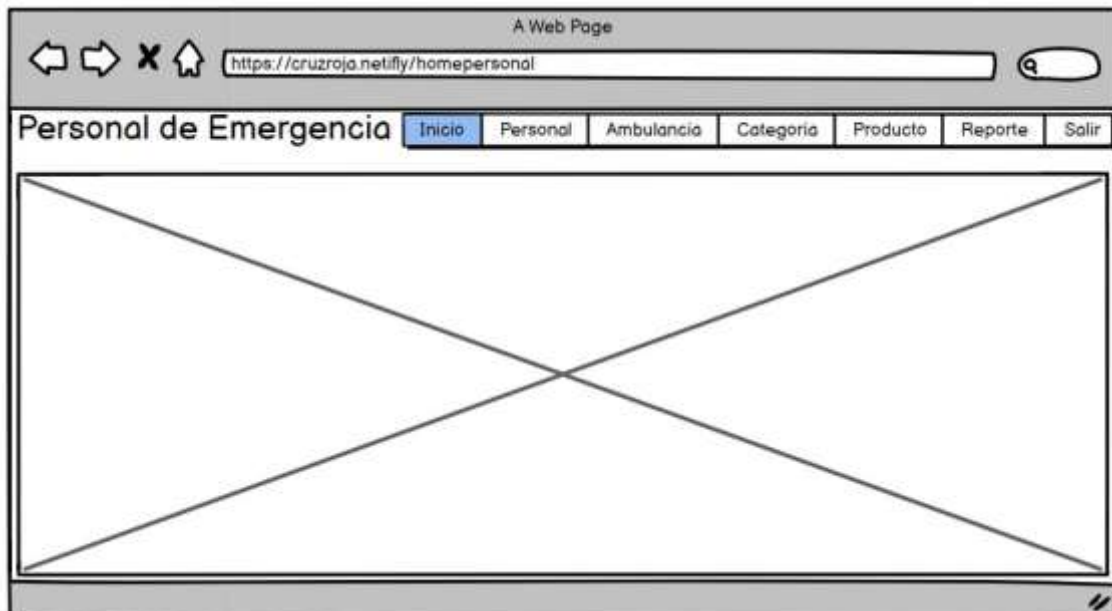 A Web Page
https://cruzroja.netifly/homepersonal
Personal de Emergencia
Inicio Personal Ambulancia Categoria Producto Reporte Salir